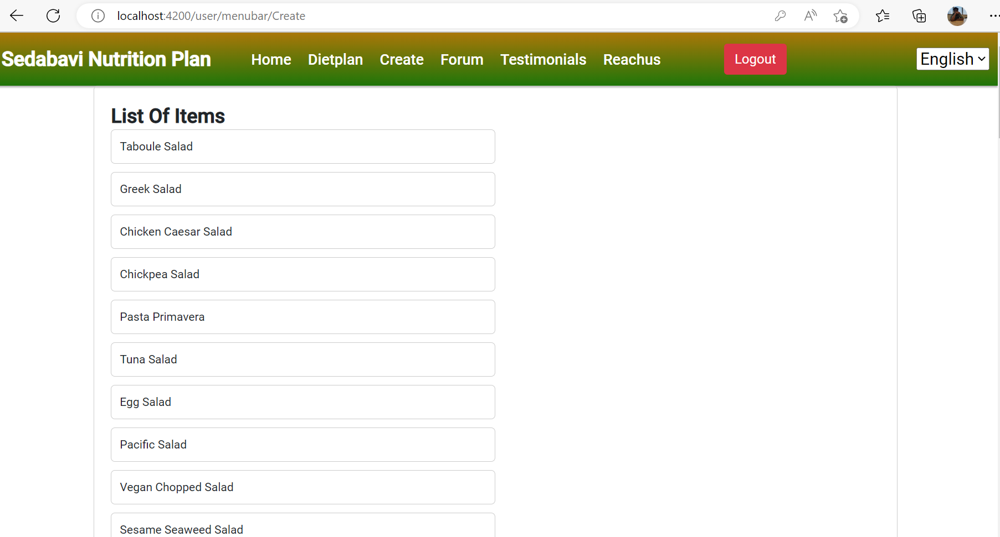 localhost:4200/user/menubar/Create
Sedabavi Nutrition Plan Home Dietplan Create Forum Testimonials Reachus Logout English
List Of Items
Taboule Salad
Greek Salad
Chicken Caesar Salad
Chickpea Salad
Pasta Primavera
Tuna Salad
Egg Salad
Pacific Salad
Vegan Chopped Salad
Sesame Seaweed Salad